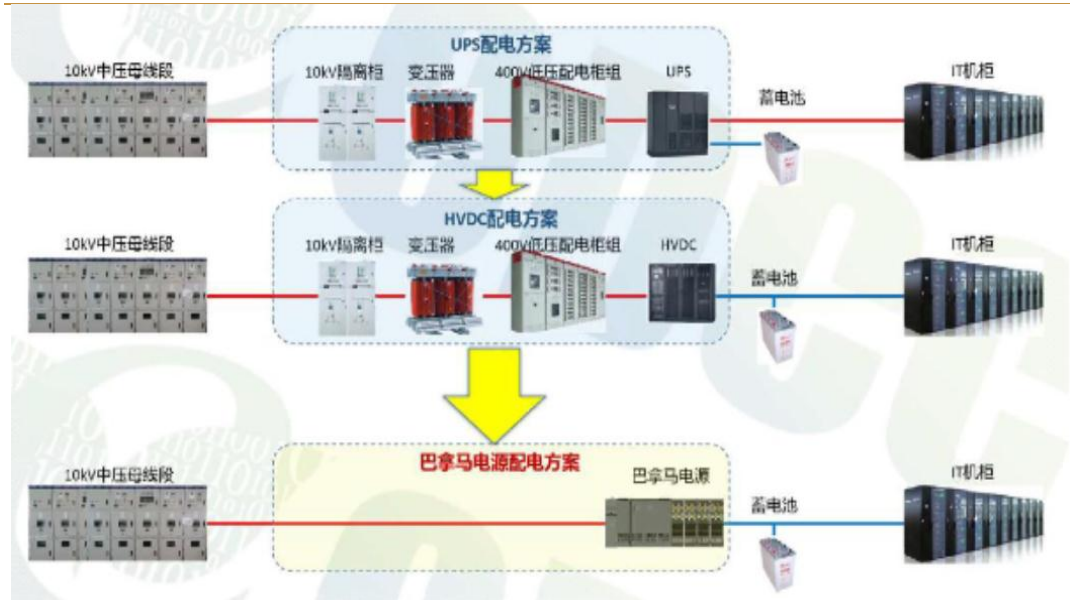 UPS配电方案
10kV中压母线段
10kV隔离柜
变压器
400V低压配电柜组
UPS
蓄电池
IT机柜
HVDC配电方案
10kV中压母线段
10kV隔离柜
变压器
400V低压配电柜组
HVDC
蓄电池
IT机柜
巴拿马电源配电方案
10kV中压母线段
巴拿马电源
蓄电池
IT机柜